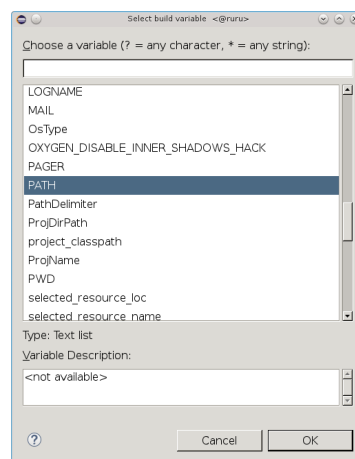 Select build variable <@ruru>
Choose a variable (? = any character, * = any string):
LOGNAME
MAIL
OsType
OXYGEN_DISABLE_INNER_SHADOWS_HACK
PAGER
PATH
PathDelimiter
ProjDirPath
project_classpath
ProjName
PWD
selected_resource_loc
selected_resource_name
Type: Text list
Variable Description:
<not available>
?
Cancel
OK